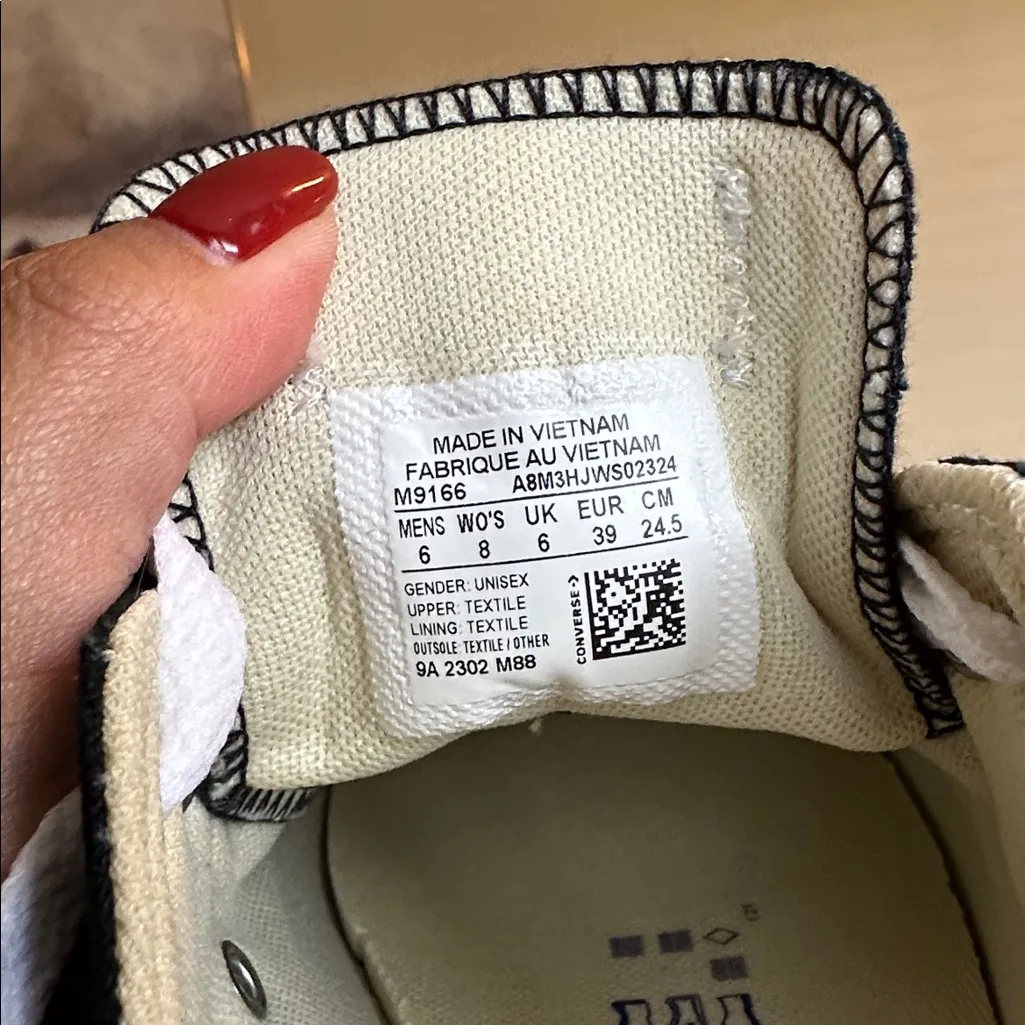 MADE IN VIETNAM
FABRIQUE AU VIETNAM
M9166 A8M3HJWS02324
MENS WO'S UK EUR CM
6 8 6 39 24.5
GENDER: UNISEX
UPPER: TEXTILE
LINING: TEXTILE
OUTSOLE: TEXTILE / OTHER
9A 2302 M88
CONVERSE>